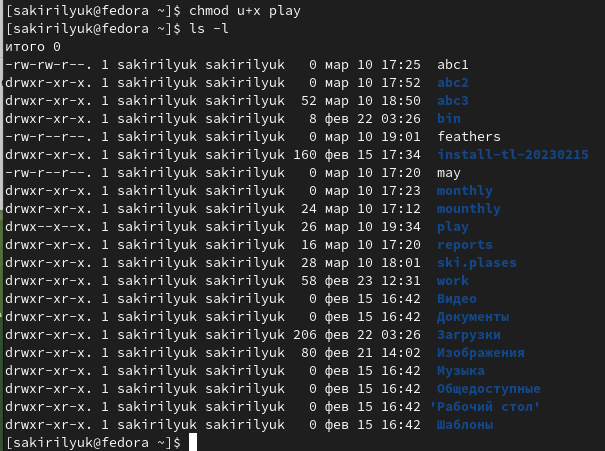 [sakirilyuk@fedora ~]$ chmod u+x play
[sakirilyuk@fedora ~]$ ls -l
итого 0
-rw-rw-r--. 1 sakirilyuk sakirilyuk   0 мар 10 17:25  abc1
drwxr-xr-x. 1 sakirilyuk sakirilyuk   0 мар 10 17:52  abc2
drwxr-xr-x. 1 sakirilyuk sakirilyuk  52 мар 10 18:50  abc3
drwxr-xr-x. 1 sakirilyuk sakirilyuk   8 фев 22 03:26  bin
-rw-r--r--. 1 sakirilyuk sakirilyuk   0 мар 10 19:01  feathers
drwxr-xr-x. 1 sakirilyuk sakirilyuk 160 фев 15 17:34  install-tl-20230215
-rw-r--r--. 1 sakirilyuk sakirilyuk   0 мар 10 17:20  may
drwx--x--x. 1 sakirilyuk sakirilyuk   0 мар 10 17:23  monthly
drwxr-xr-x. 1 sakirilyuk sakirilyuk  24 мар 10 17:12  mounthly
drwx--x--x. 1 sakirilyuk sakirilyuk  26 мар 10 19:34  play
drwxr-xr-x. 1 sakirilyuk sakirilyuk  16 мар 10 17:20  reports
drwxr-xr-x. 1 sakirilyuk sakirilyuk  28 мар 10 18:01  ski.plases
drwxr-xr-x. 1 sakirilyuk sakirilyuk  58 фев 23 12:31  work
drwxr-xr-x. 1 sakirilyuk sakirilyuk   0 фев 15 16:42  Видео
drwxr-xr-x. 1 sakirilyuk sakirilyuk   0 фев 15 16:42  Документы
drwxr-xr-x. 1 sakirilyuk sakirilyuk 206 фев 22 03:26  Загрузки
drwxr-xr-x. 1 sakirilyuk sakirilyuk  80 фев 21 14:02  Изображения
drwxr-xr-x. 1 sakirilyuk sakirilyuk   0 фев 15 16:42  Музыка
drwxr-xr-x. 1 sakirilyuk sakirilyuk   0 фев 15 16:42  Общедоступные
drwxr-xr-x. 1 sakirilyuk sakirilyuk   0 фев 15 16:42 'Рабочий стол'
drwxr-xr-x. 1 sakirilyuk sakirilyuk   0 фев 15 16:42  Шаблоны
[sakirilyuk@fedora ~]$